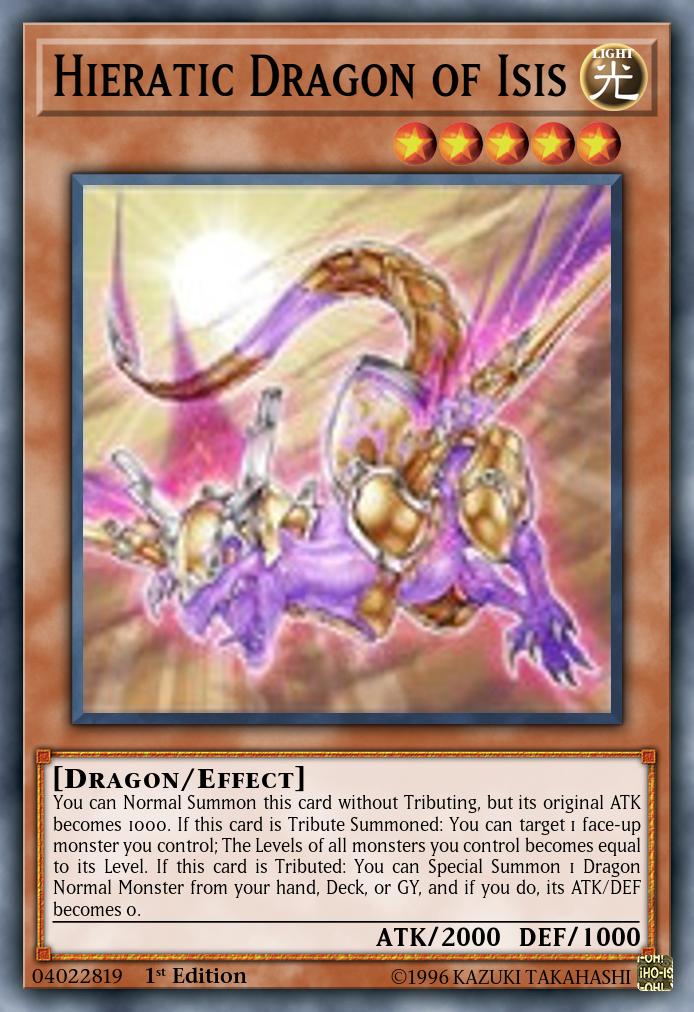 Hieratic Dragon of Isis
LIGHT
光
[Dragon/Effect]
You can Normal Summon this card without Tributing, but its original ATK
becomes 1000. If this card is Tribute Summoned: You can target 1 face-up
monster you control; The Levels of all monsters you control becomes equal
to its Level. If this card is Tributed: You can Special Summon 1 Dragon
Normal Monster from your hand, Deck, or GY, and if you do, its ATK/DEF
becomes 0.
ATK/2000 DEF/1000
04022819 1st Edition ©1996 KAZUKI TAKAHASHI